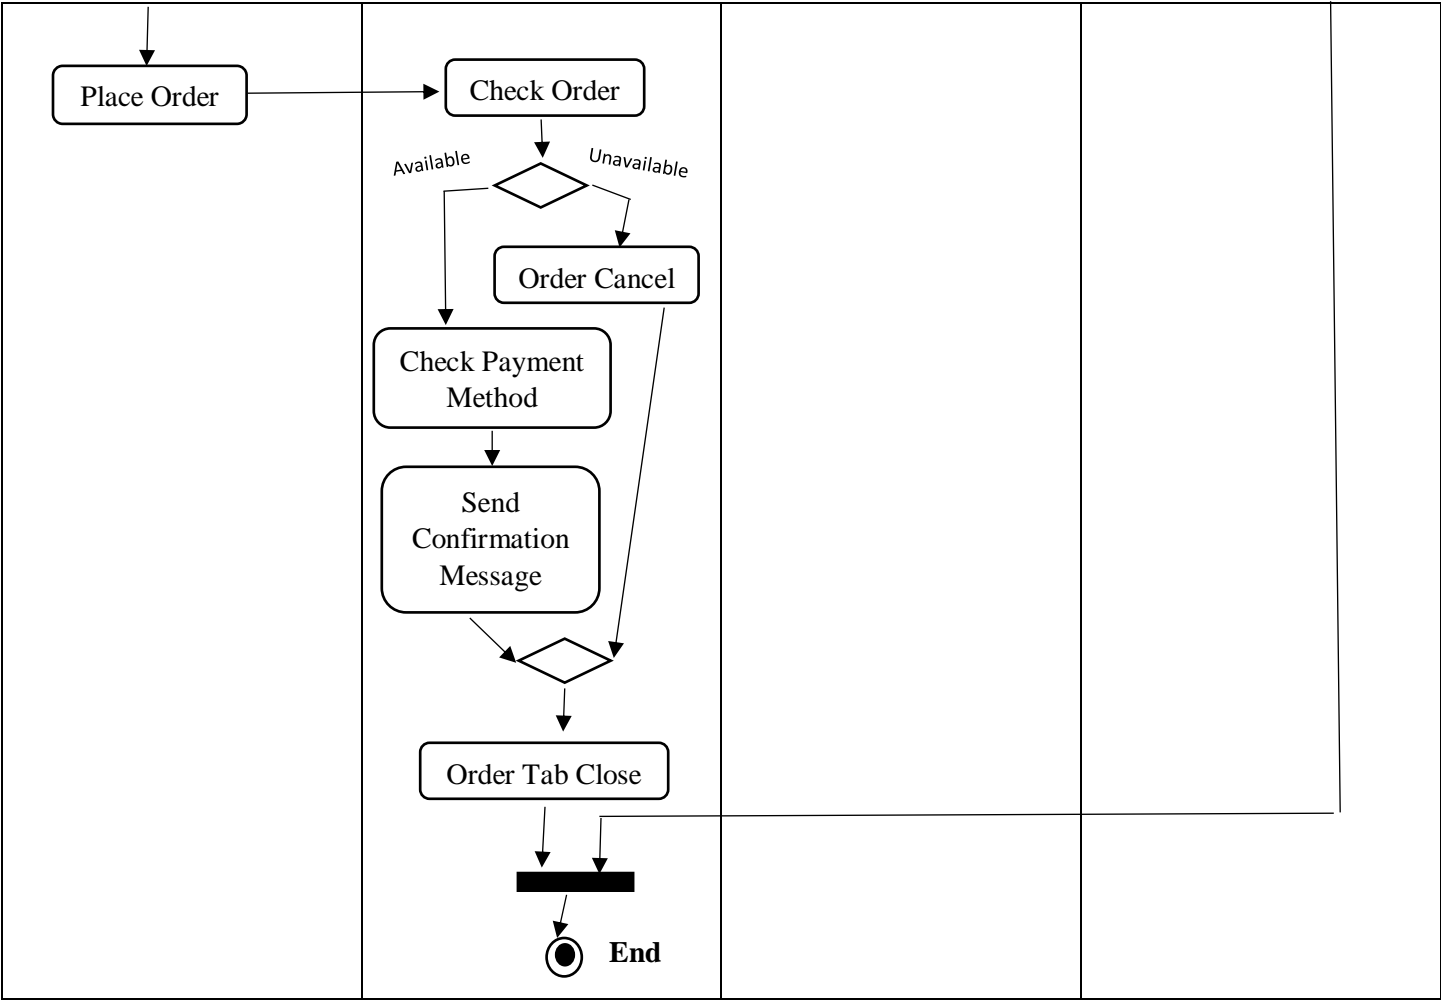 Place Order
Check Order
Available
Unavailable
Order Cancel
Check Payment
Method
Send
Confirmation
Message
Order Tab Close
End